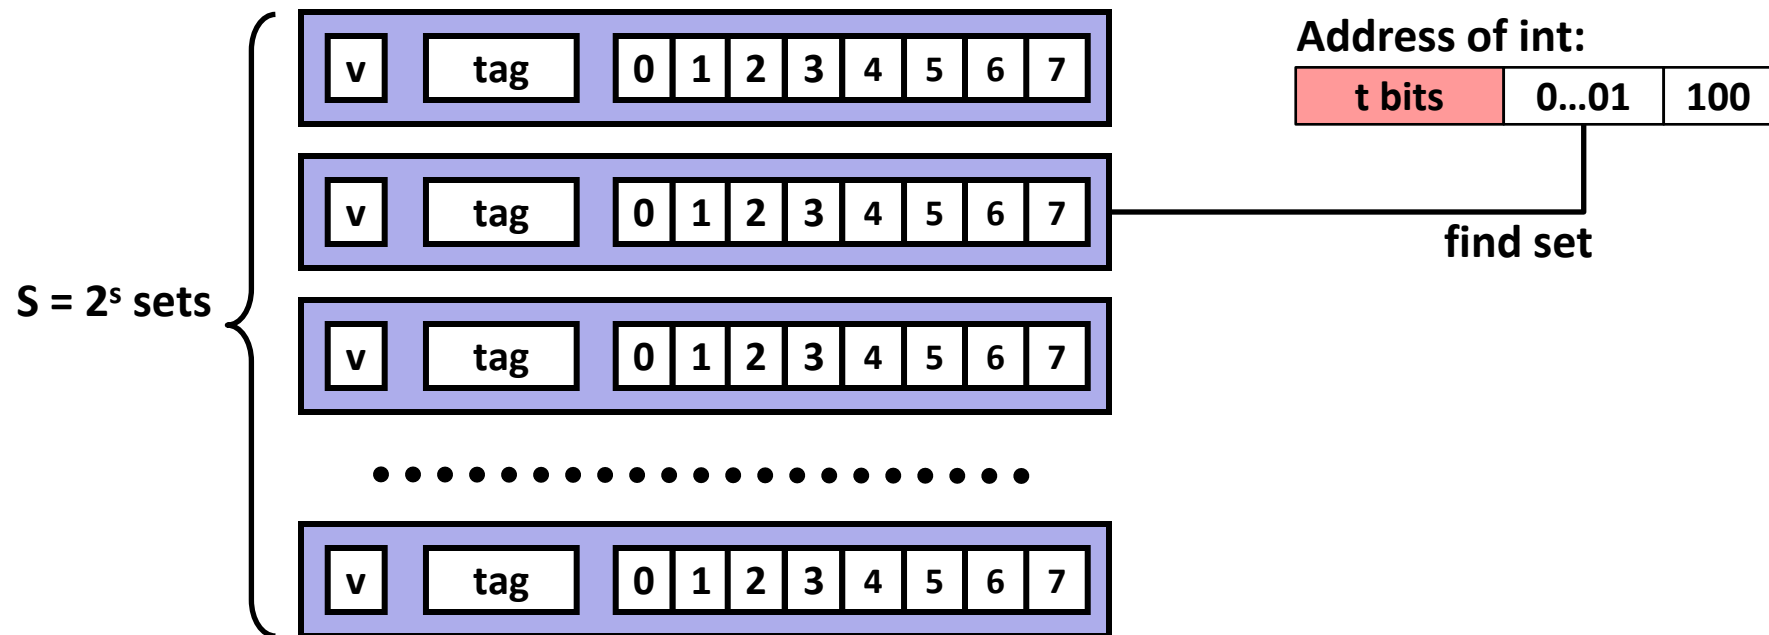 v tag 0 1 2 3 4 5 6 7
Address of int:
t bits 0...01 100
v tag 0 1 2 3 4 5 6 7
find set
S = 2ˢ sets
v tag 0 1 2 3 4 5 6 7
v tag 0 1 2 3 4 5 6 7